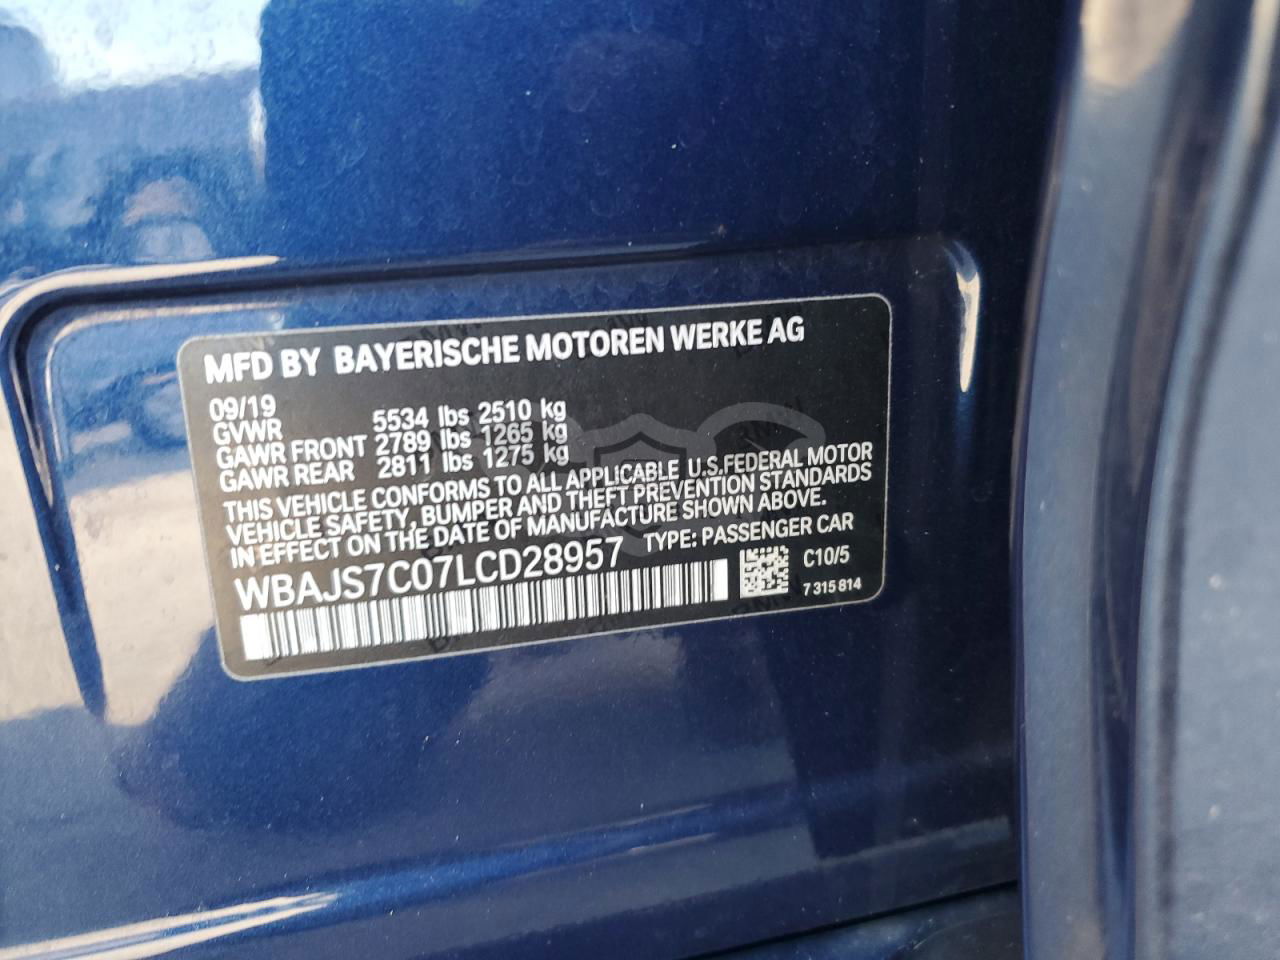 MFD BY BAYERISCHE MOTOREN WERKE AG
09/19
GVWR 5534 lbs 2510 kg
GAWR FRONT 2789 lbs 1265 kg
GAWR REAR 2811 lbs 1275 kg
THIS VEHICLE CONFORMS TO ALL APPLICABLE U.S.FEDERAL MOTOR
VEHICLE SAFETY, BUMPER AND THEFT PREVENTION STANDARDS
IN EFFECT ON THE DATE OF MANUFACTURE SHOWN ABOVE.
WBAJS7C07LCD28957 TYPE: PASSENGER CAR
C10/5
7 315 814